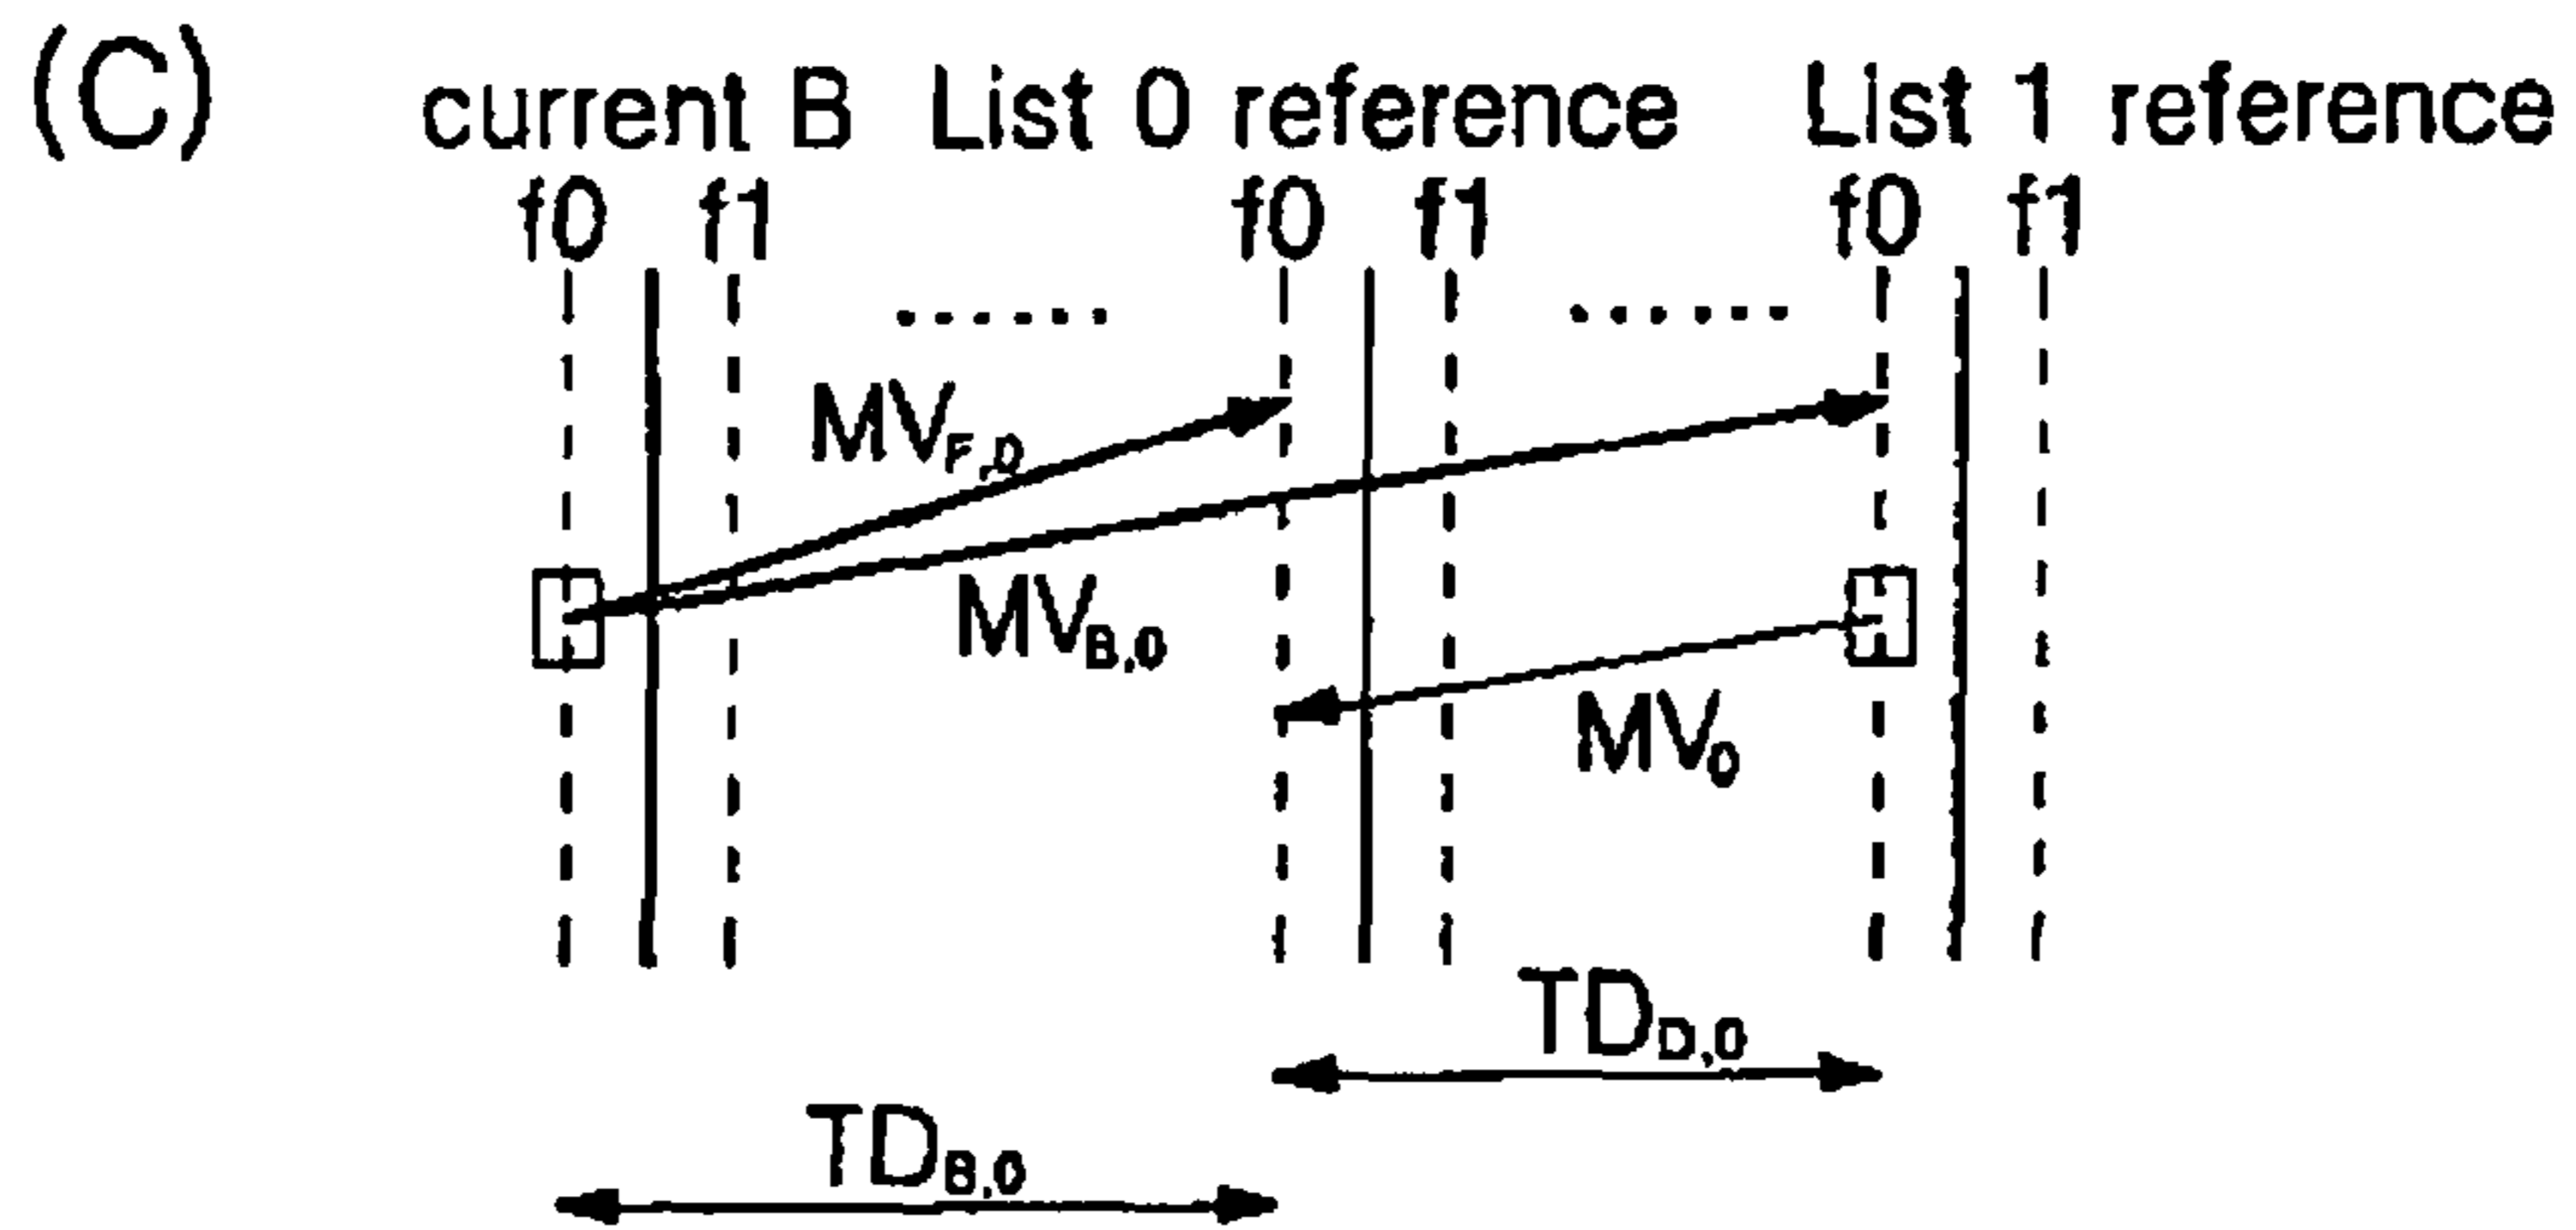 (C)
current B List 0 reference List 1 reference
f0 f1 f0 f1 f0 f1
MVF,0
MVB,0
MV0
TDD,0
TDB,0